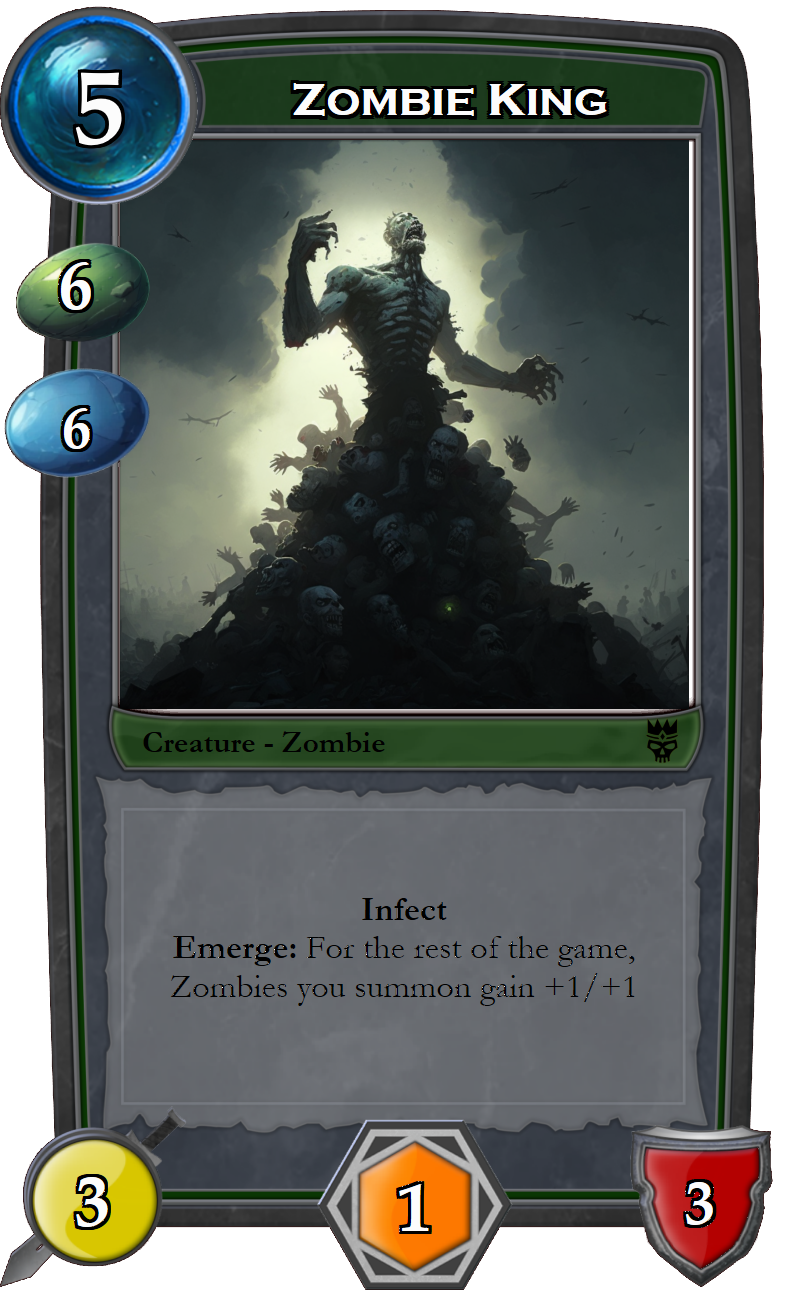 5
Zombie King
6
6
Creature - Zombie
Infect
Emerge: For the rest of the game,
Zombies you summon gain +1/+1
3
1
3